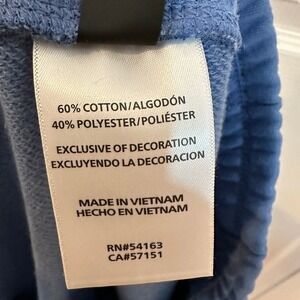 60% COTTON/ALGODÓN
40% POLYESTER/POLIÉSTER
EXCLUSIVE OF DECORATION
EXCLUYENDO LA DECORACION
MADE IN VIETNAM
HECHO EN VIETNAM
RN#54163
CA#57151